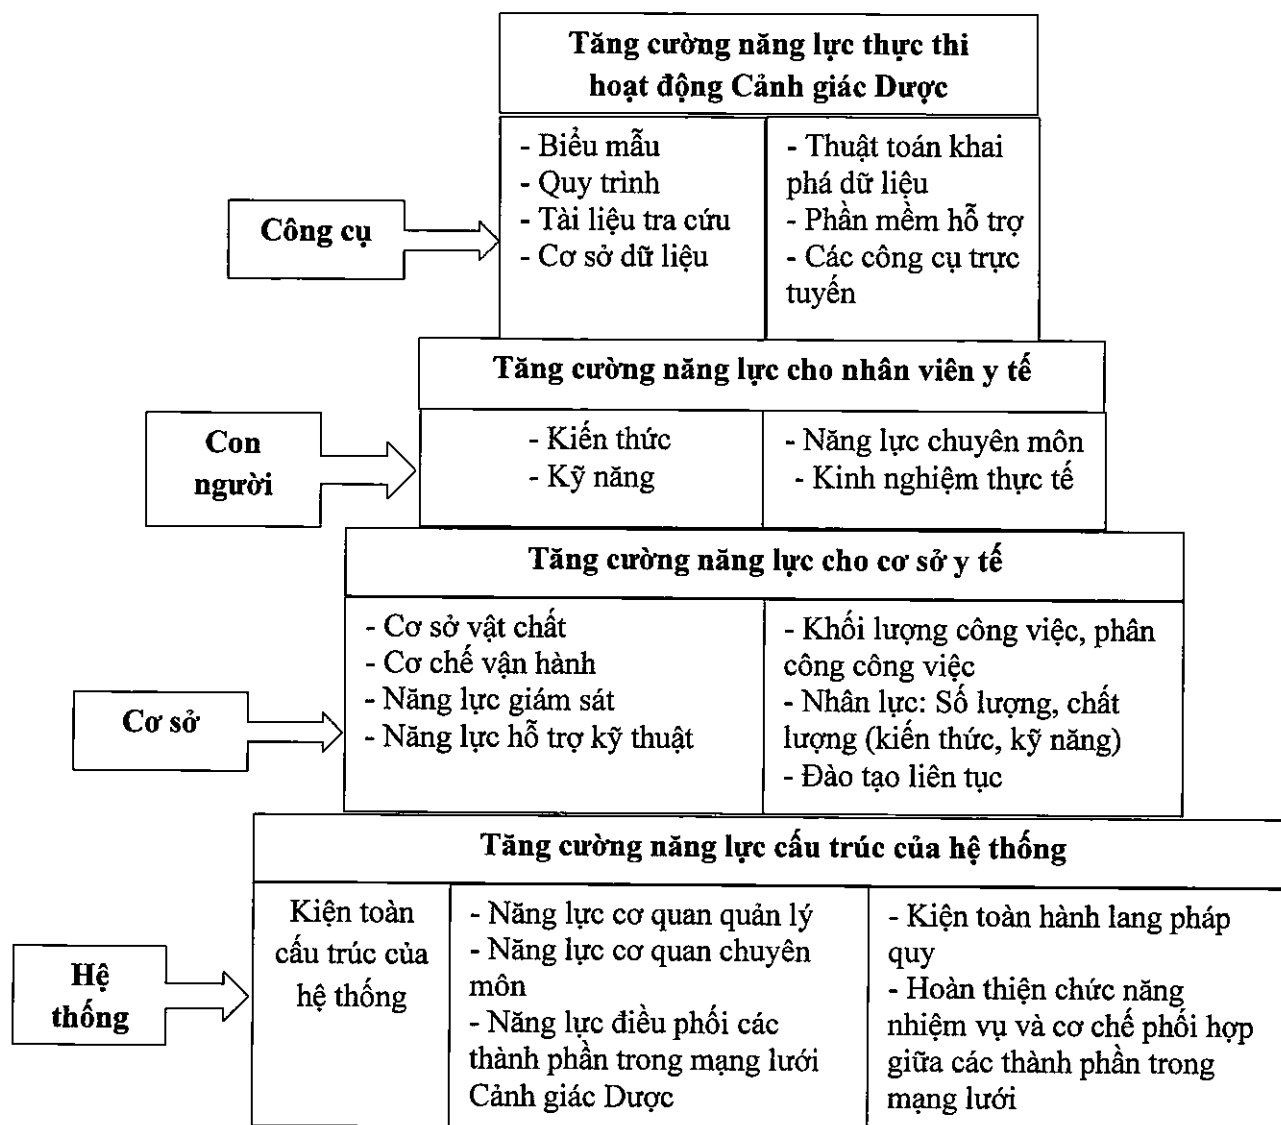 Tăng cường năng lực thực thi
hoạt động Cảnh giác Dược
Công cụ
- Biểu mẫu
- Quy trình
- Tài liệu tra cứu
- Cơ sở dữ liệu
- Thuật toán khai
phá dữ liệu
- Phần mềm hỗ trợ
- Các công cụ trực
tuyến
Tăng cường năng lực cho nhân viên y tế
Con
người
- Kiến thức
- Kỹ năng
- Năng lực chuyên môn
- Kinh nghiệm thực tế
Tăng cường năng lực cho cơ sở y tế
Cơ sở
- Cơ sở vật chất
- Cơ chế vận hành
- Năng lực giám sát
- Năng lực hỗ trợ kỹ thuật
- Khối lượng công việc, phân
công công việc
- Nhân lực: Số lượng, chất
lượng (kiến thức, kỹ năng)
- Đào tạo liên tục
Tăng cường năng lực cấu trúc của hệ thống
Hệ
thống
Kiện toàn
cấu trúc của
hệ thống
- Năng lực cơ quan quản lý
- Năng lực cơ quan chuyên
môn
- Năng lực điều phối các
thành phần trong mạng lưới
Cảnh giác Dược
- Kiện toàn hành lang pháp
quy
- Hoàn thiện chức năng
nhiệm vụ và cơ chế phối hợp
giữa các thành phần trong
mạng lưới